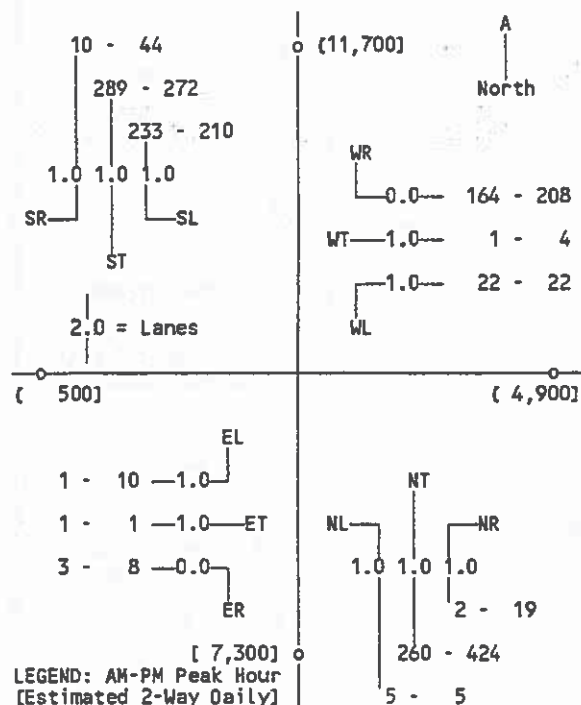 A
10 - 44 [11,700]
289 - 272 North
233 - 210
WR
1.0 1.0 1.0 0.0 164 - 208
SR SL WT 1.0 1 - 4
ST 1.0 22 - 22
2.0 = Lanes WL
[ 500] [ 4,900]
EL
1 - 10 1.0 NT
1 - 1 1.0 ET NL NR
3 - 8 0.0 1.0 1.0 1.0
ER 2 - 19
[ 7,300] 260 - 424
LEGEND: AM-PM Peak Hour
[Estimated 2-Way Daily] 5 - 5